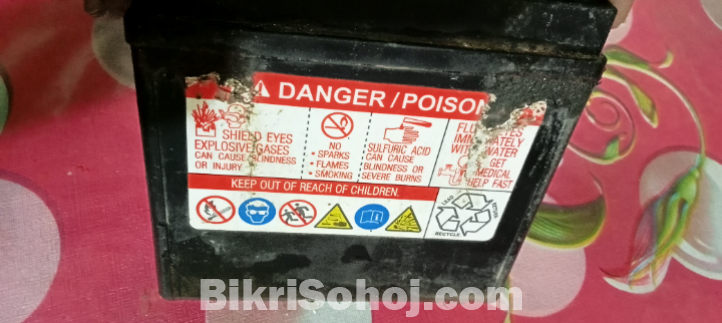 DANGER/POISON
SHIELD EYES
EXPLOSIVE GASES
CAN CAUSE BLINDNESS
OR INJURY
NO
• SPARKS
• FLAMES
• SMOKING
SULFURIC ACID
CAN CAUSE
BLINDNESS OR
SEVERE BURNS
WATER
GET
MEDICAL
HELP FAST
KEEP OUT OF REACH OF CHILDREN.
LEAD
RECYCLE
BikriSohoj.com